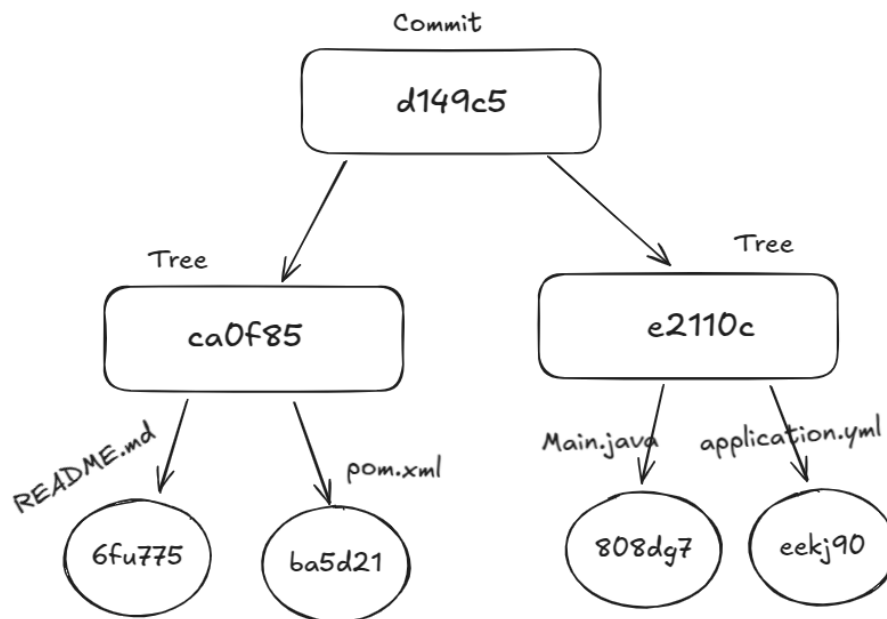 Commit
d149c5
Tree
Tree
ca0f85
e2110c
README.md
pom.xml
Main.java
application.yml
6fu775
ba5d21
808dg7
eekj90